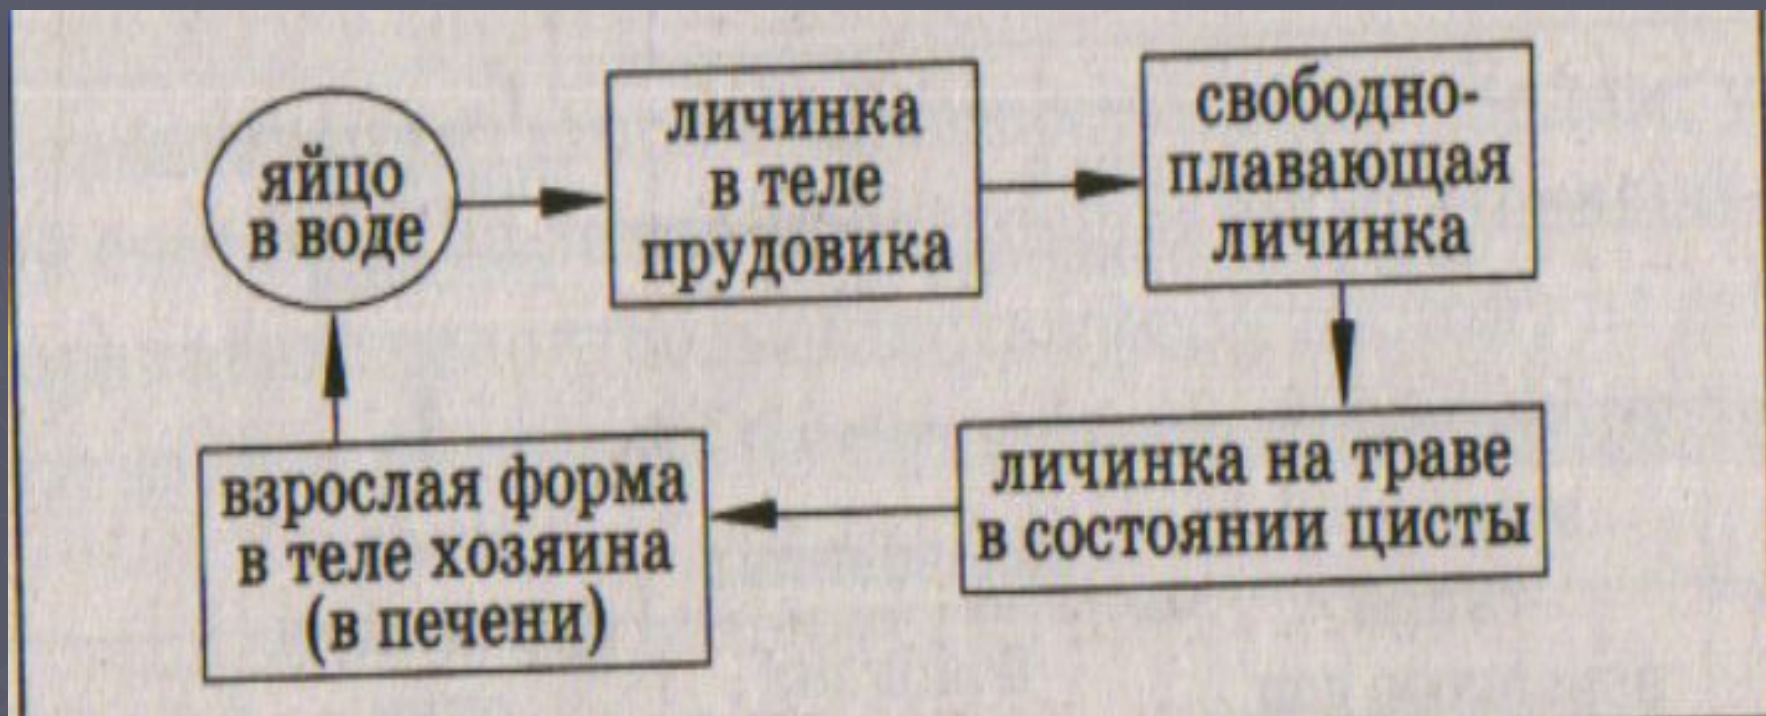 яйцо
в воде
личинка
в теле
прудовика
свободно-
плавающая
личинка
личинка на траве
в состоянии цисты
взрослая форма
в теле хозяина
(в печени)